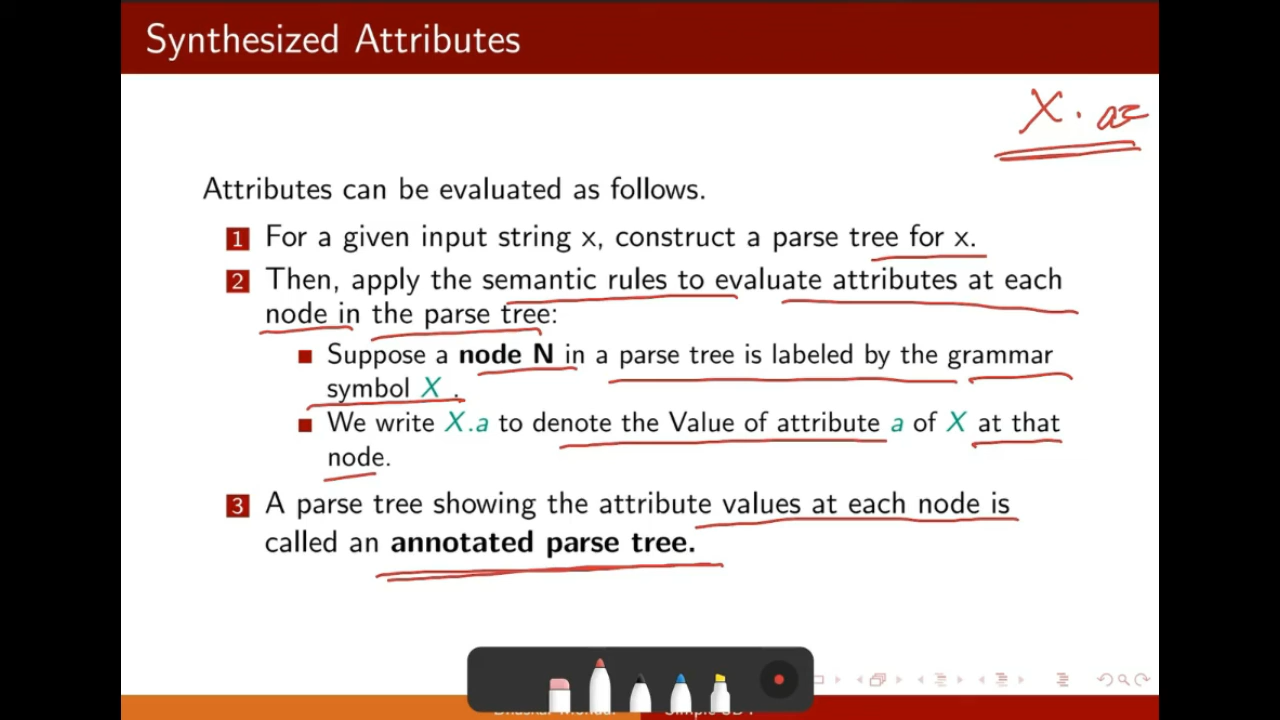 Synthesized Attributes
X.a=
Attributes can be evaluated as follows.
1 For a given input string x, construct a parse tree for x.
2 Then, apply the semantic rules to evaluate attributes at each
node in the parse tree:
Suppose a node N in a parse tree is labeled by the grammar
symbol X .
We write X.a to denote the Value of attribute a of X at that
node.
3 A parse tree showing the attribute values at each node is
called an annotated parse tree.